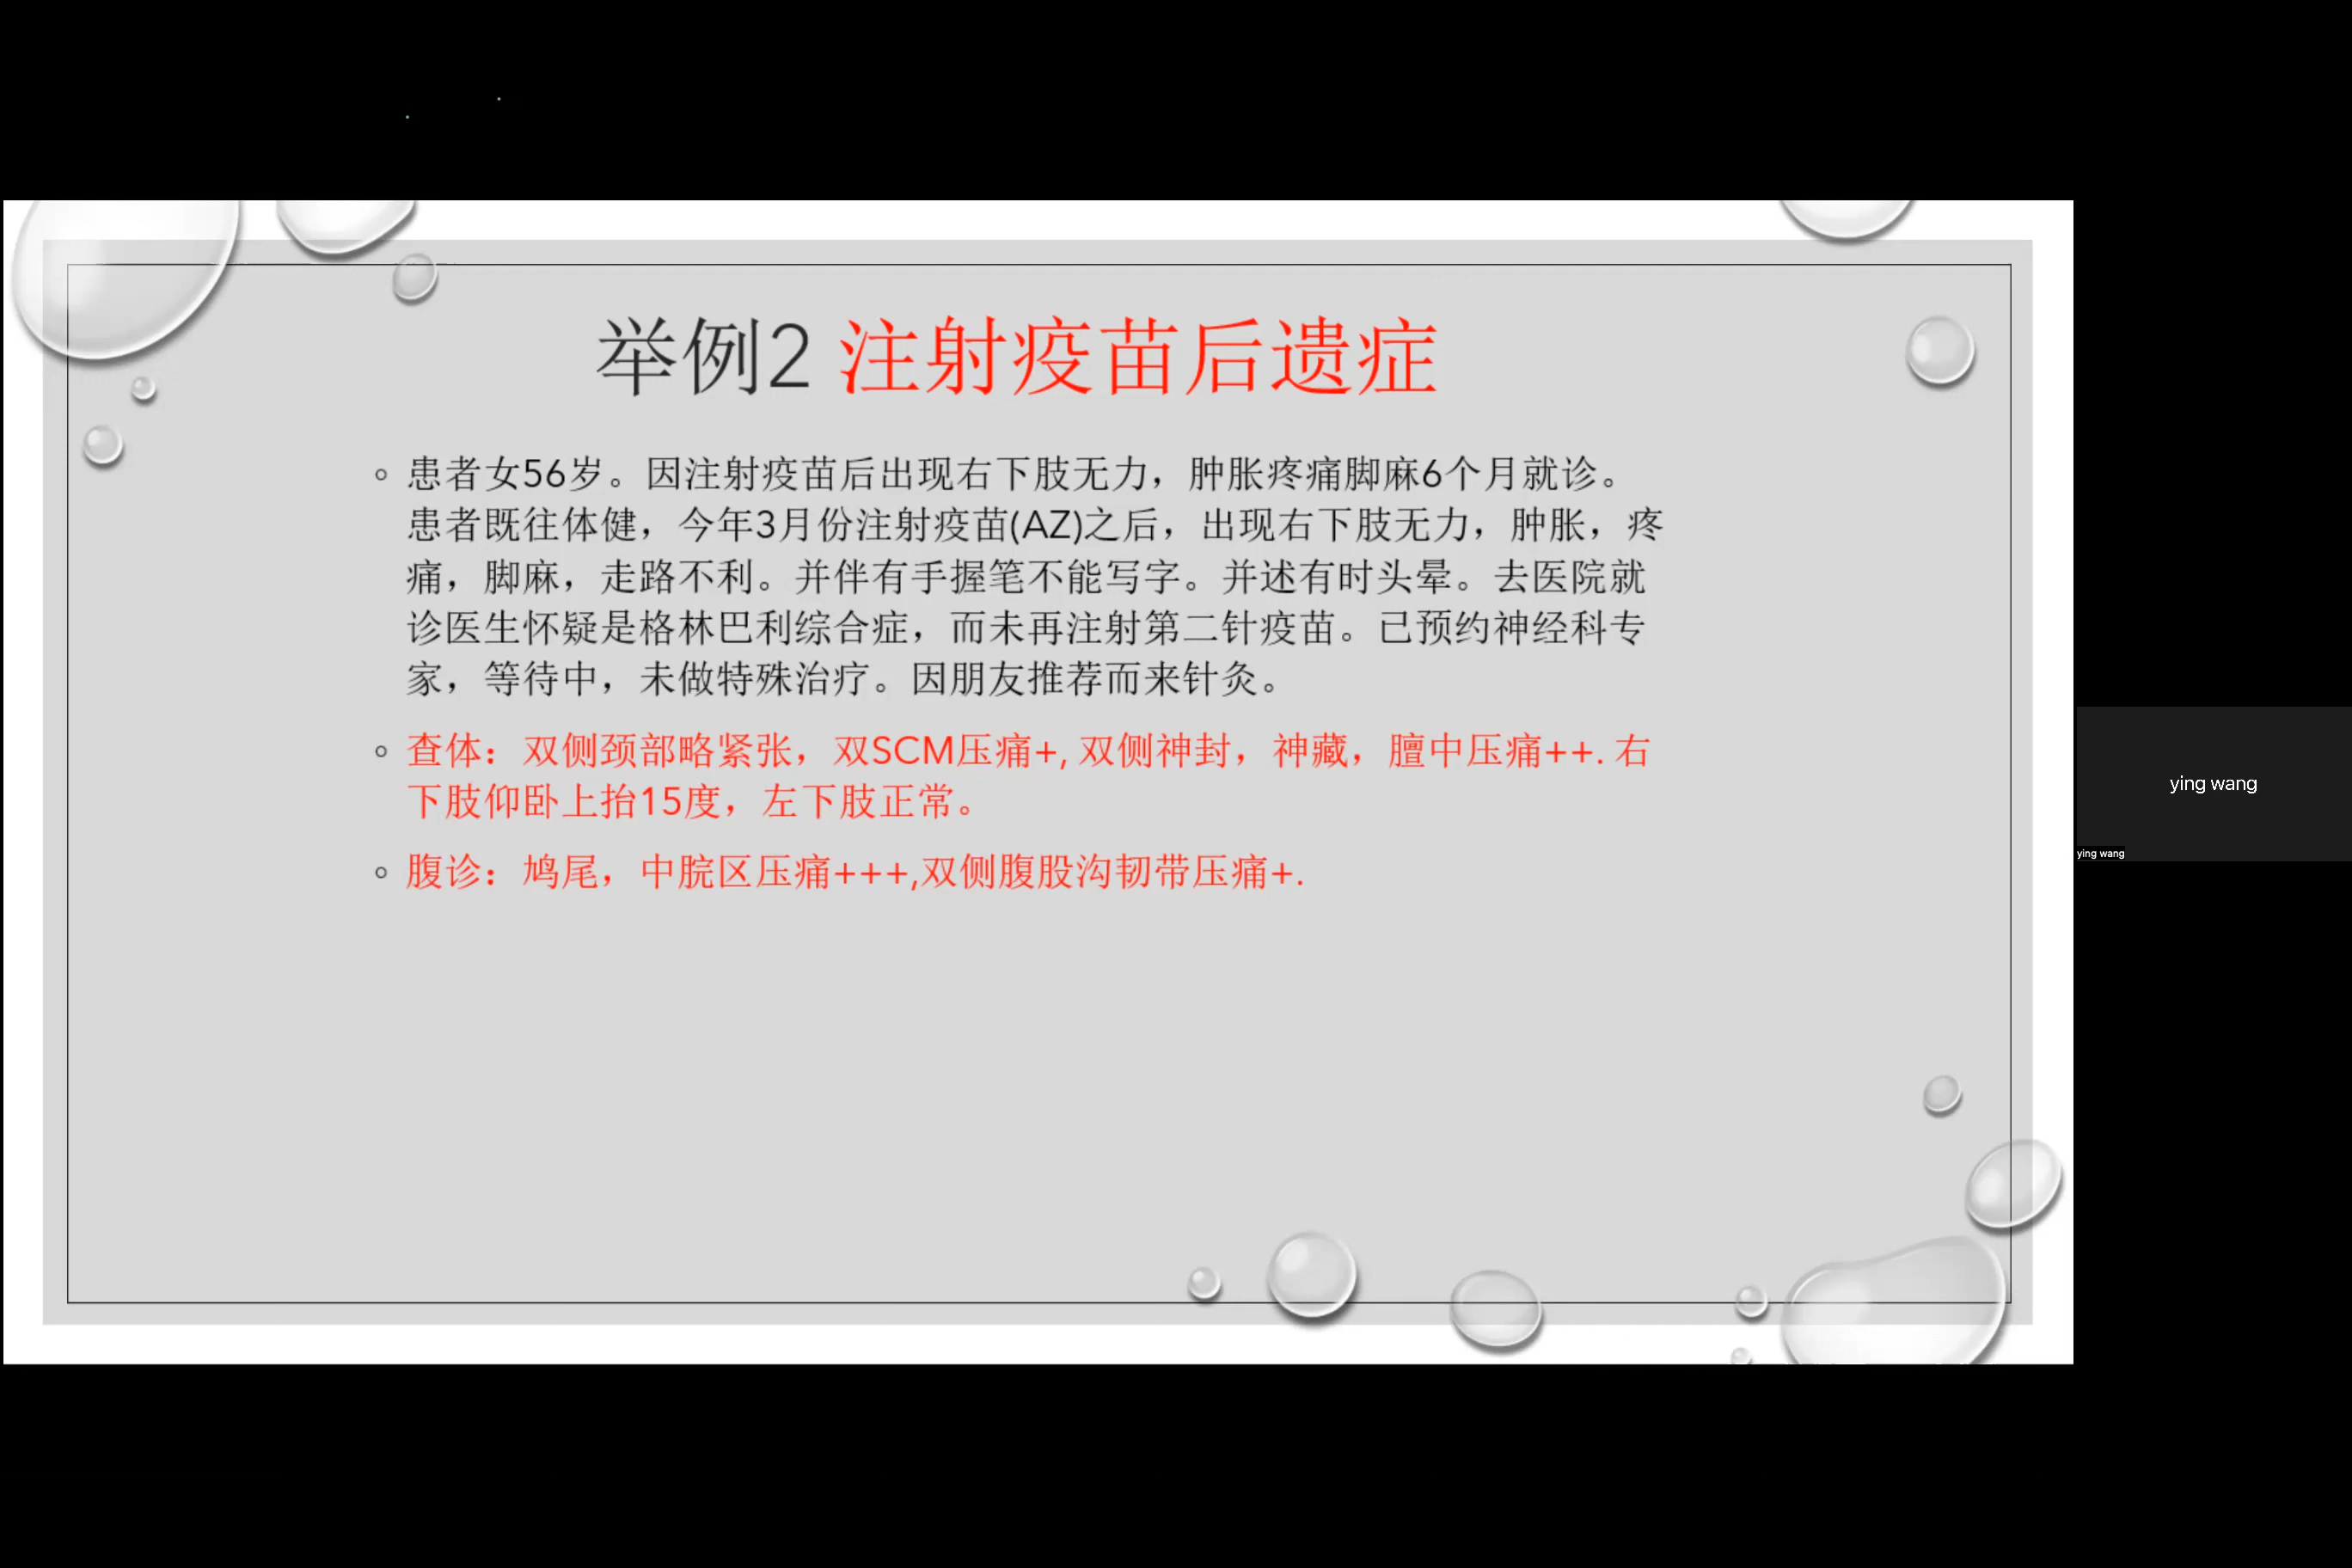 举例2 注射疫苗后遗症
患者女56岁。因注射疫苗后出现右下肢无力，肿胀疼痛脚麻6个月就诊。
患者既往体健，今年3月份注射疫苗(AZ)之后，出现右下肢无力，肿胀，疼
痛，脚麻，走路不利。并伴有手握笔不能写字。并述有时头晕。去医院就
诊医生怀疑是格林巴利综合症，而未再注射第二针疫苗。已预约神经科专
家，等待中，未做特殊治疗。因朋友推荐而来针灸。
查体：双侧颈部略紧张，双SCM压痛+, 双侧神封，神藏，膻中压痛++. 右
下肢仰卧上抬15度，左下肢正常。
腹诊：鸠尾，中脘区压痛+++,双侧腹股沟韧带压痛+.
ying wang
ying wang